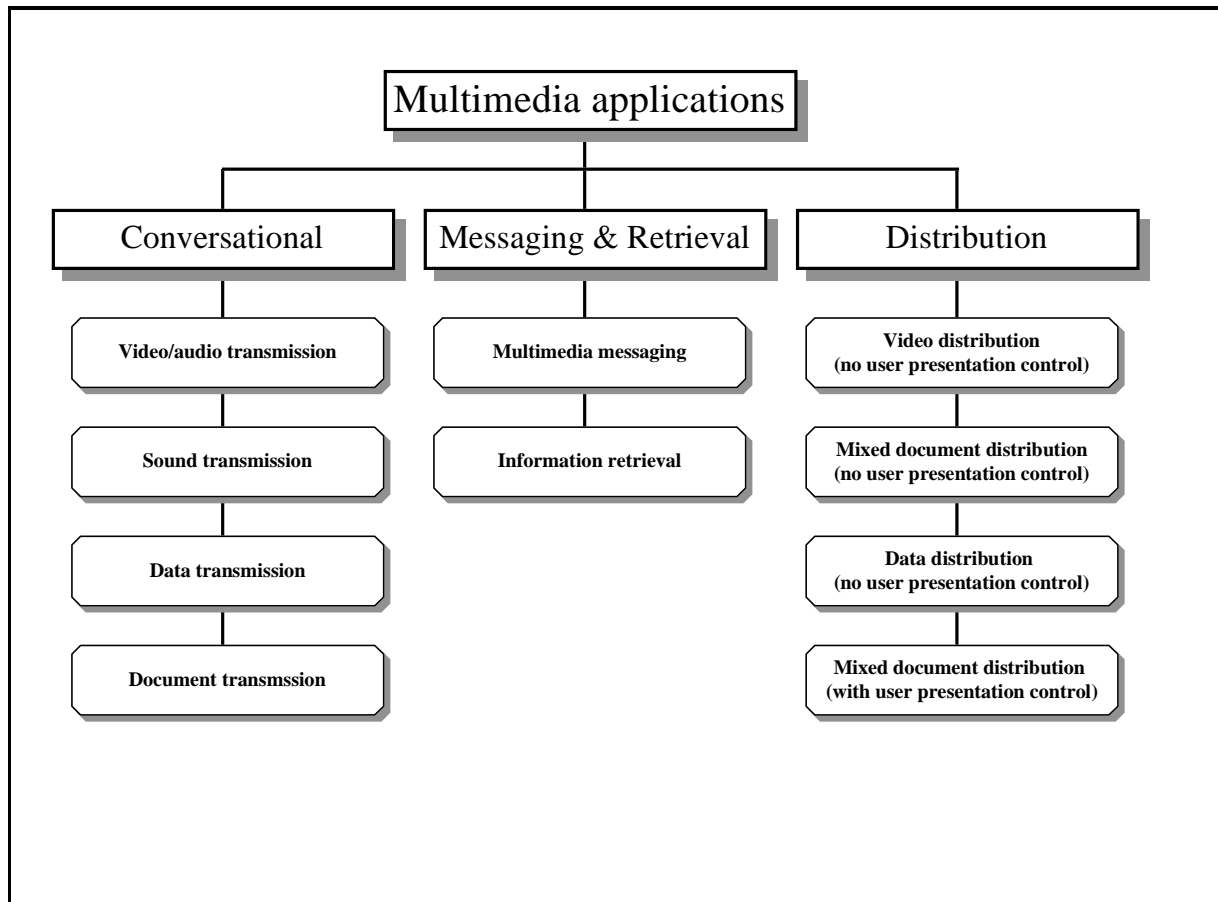 Multimedia applications
Conversational
Video/audio transmission
Sound transmission
Data transmission
Document transmssion
Messaging & Retrieval
Multimedia messaging
Information retrieval
Distribution
Video distribution
(no user presentation control)
Mixed document distribution
(no user presentation control)
Data distribution
(no user presentation control)
Mixed document distribution
(with user presentation control)